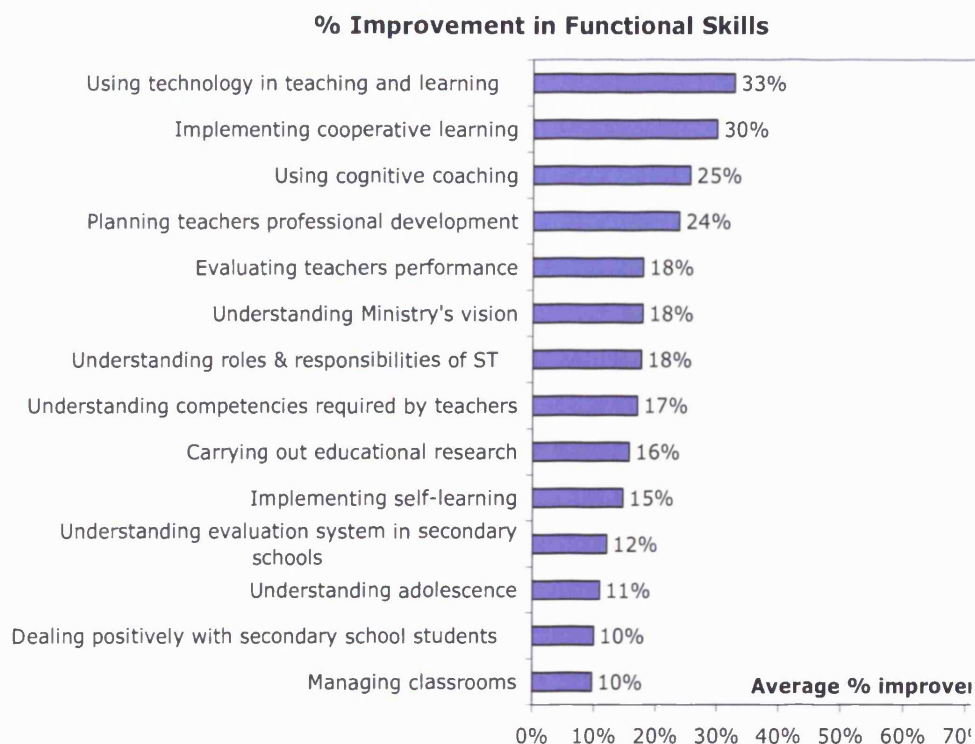 % Improvement in Functional Skills
Using technology in teaching and learning 33%
Implementing cooperative learning 30%
Using cognitive coaching 25%
Planning teachers professional development 24%
Evaluating teachers performance 18%
Understanding Ministry's vision 18%
Understanding roles & responsibilities of ST 18%
Understanding competencies required by teachers 17%
Carrying out educational research 16%
Implementing self-learning 15%
Understanding evaluation system in secondary
schools 12%
Understanding adolescence 11%
Dealing positively with secondary school students 10%
Managing classrooms 10% Average %
0% 10% 20% 30% 40% 50% 60%